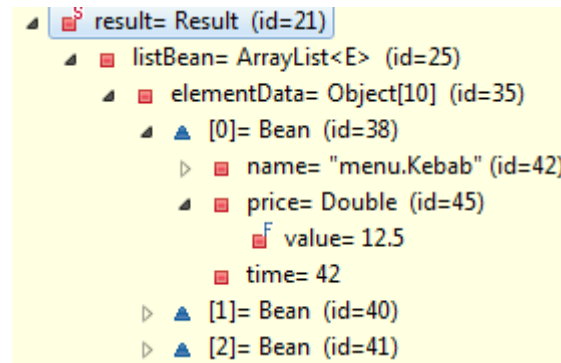 S result= Result (id=21)
listBean= ArrayList<E> (id=25)
elementData= Object[10] (id=35)
[0]= Bean (id=38)
name= "menu.Kebab" (id=42)
price= Double (id=45)
F value= 12.5
time= 42
[1]= Bean (id=40)
[2]= Bean (id=41)